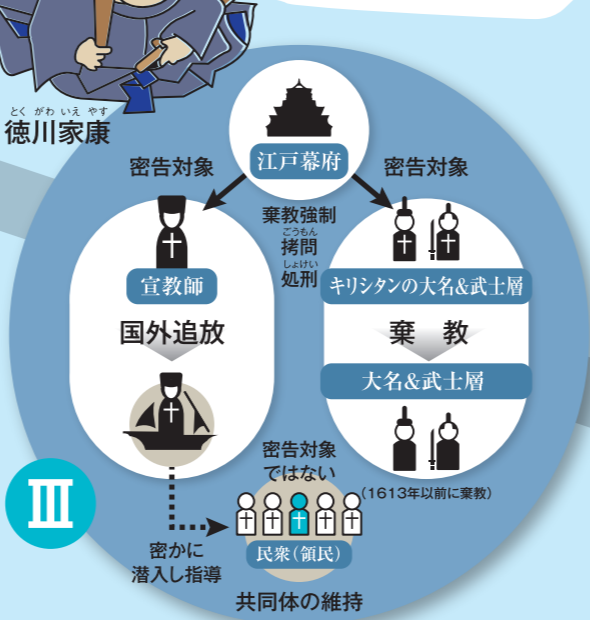 とくがわいえやす
徳川家康
江戸幕府
密告対象
密告対象
棄教強制
ごうもん
拷問
しょけい
処刑
宣教師
国外追放
キリシタンの大名&武士層
棄教
大名&武士層
(1613年以前に棄教)
III
密告対象
ではない
民衆(領民)
密かに
潜入し指導
共同体の維持